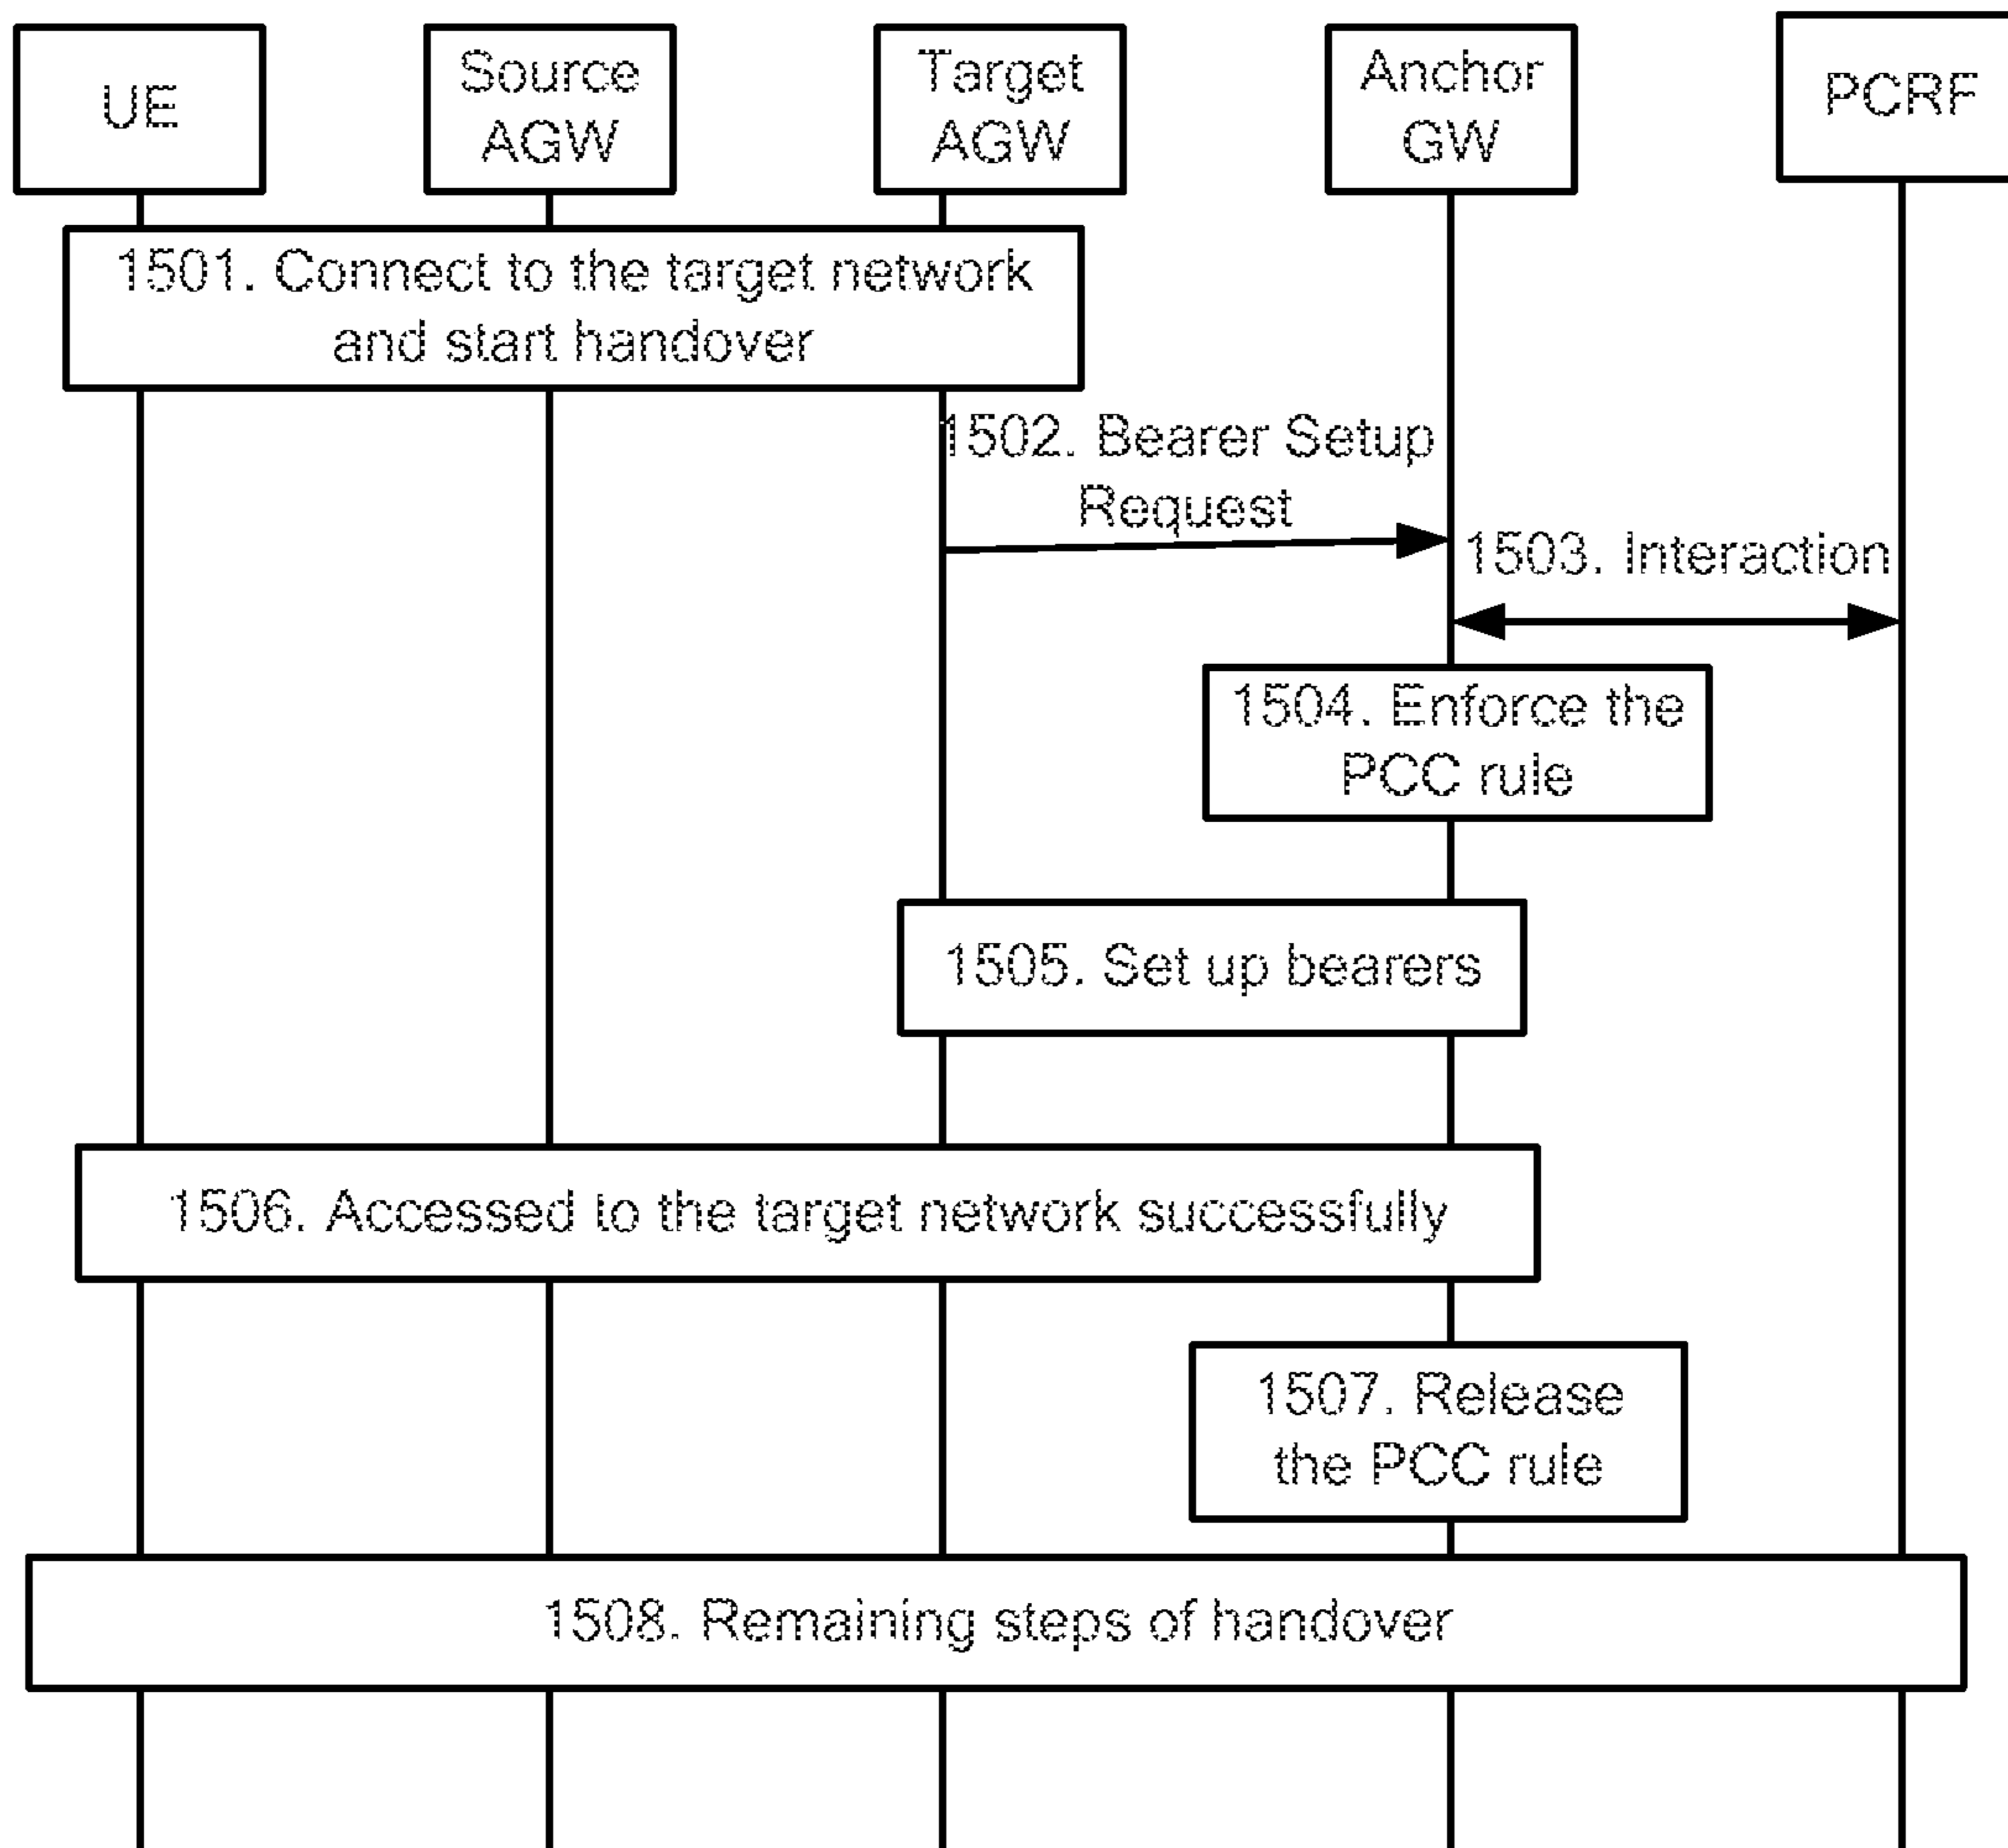 UE
Source
AGW
Target
AGW
Anchor
GW
PCRF
1501. Connect to the target network
and start handover
1502. Bearer Setup
Request
1503. Interaction
1504. Enforce the
PCC rule
1505. Set up bearers
1506. Accessed to the target network successfully
1507. Release
the PCC rule
1508. Remaining steps of handover